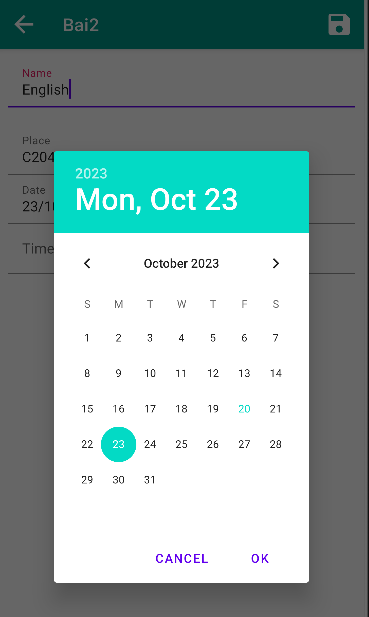 Bai2
Name
English
Place
C204
Date
23/10
Time
2023
Mon, Oct 23
October 2023
S M T W T F S
1 2 3 4 5 6 7
8 9 10 11 12 13 14
15 16 17 18 19 20 21
22 23 24 25 26 27 28
29 30 31
CANCEL OK